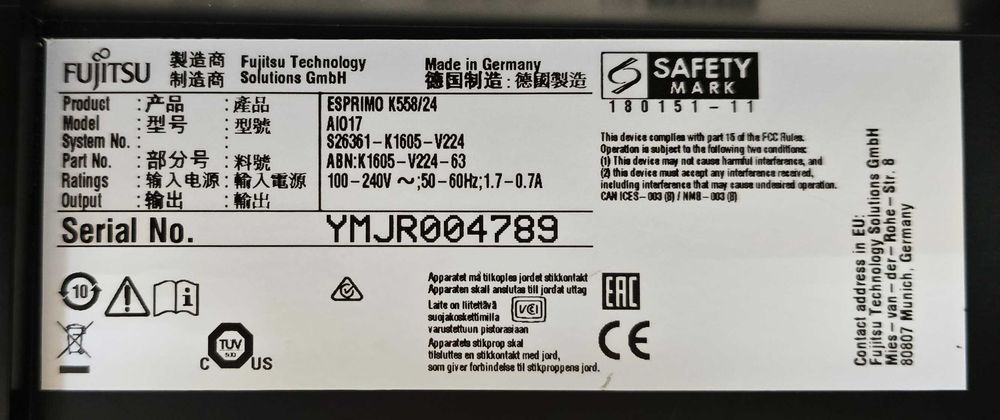 FUJITSU
製造商 Fujitsu Technology
制造商 Solutions GmbH
Made in Germany
德国制造:德國製造
Product :产品 :產品 ESPRIMO K558/24
Model :型号 :型號 AIO17
System No. : : S26361-K1605-V224
Part No. :部分号 :料號 ABN:K1605-V224-63
Ratings :输入电源 :輸入電源 100-240V ~;50-60Hz;1.7-0.7A
Output :输出 :輸出
Serial No. YMJR004789
SAFETY
MARK
180151-11
This device complies with part 15 of the FCC Rules.
Operation is subject to the following two conditions:
(1) This device may not cause harmful interference, and
(2) this device must accept any interference received,
including interference that may cause undesired operation.
CAN ICES-003 (B) / NMB-003 (B)
Contact address in EU:
Fujitsu Technology Solutions GmbH
Mies-van-der-Rohe-Str. 8
80807 Munich, Germany
10
C TÜV SÜD US
Apparatet må tilkoples jordet stikkontakt
Apparaten skall anslutas till jordat uttag
Laite on liitettävä
suojakoskettimilla
varustettuun pistorasiaan
VCI
Apparatets stikprop skal
tilsluttes en stikkontakt med jord,
som giver forbindelse til stikproppens jord.
EAC
CE